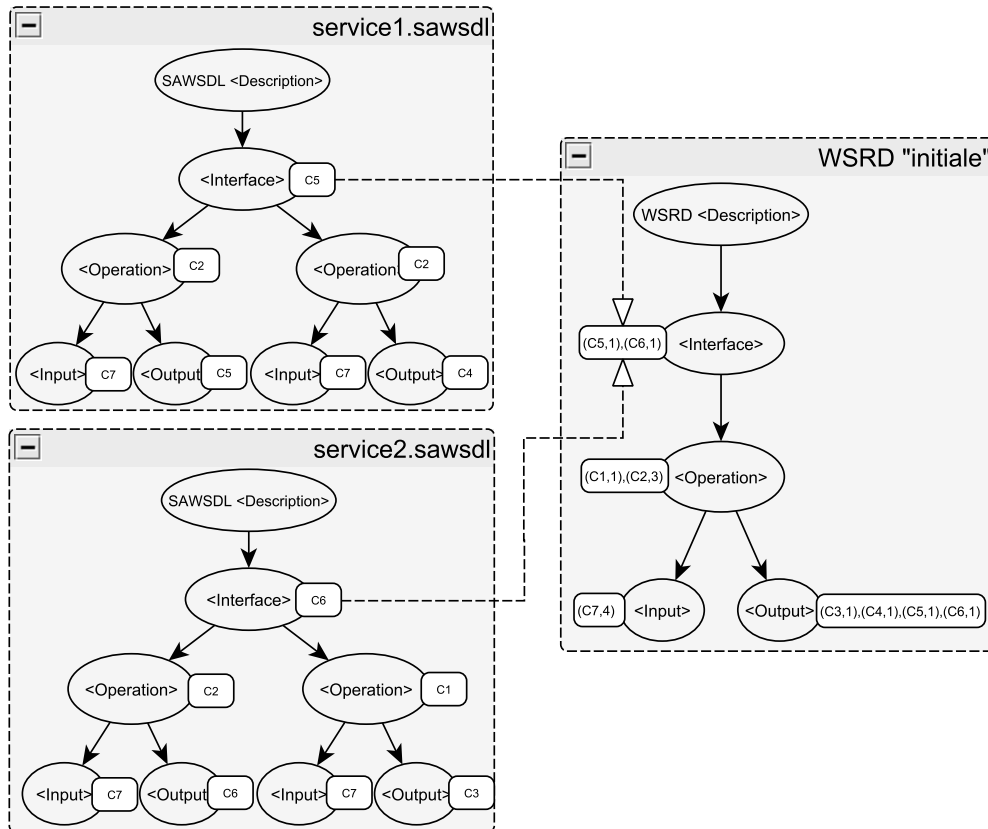 service1.sawsdl
SAWSDL <Description>
<Interface>
C5
<Operation>
C2
<Operation
C2
<Input>
C7
<Output
C5
<Input>
C7
<Output>
C4
service2.sawsdl
SAWSDL <Description>
<Interface>
C6
<Operation>
C2
<Operation>
C1
<Input>
C7
<Output
C6
<Input>
C7
<Output>
C3
WSRD "initiale"
WSRD <Description>
(C5,1),(C6,1)
<Interface>
(C1,1),(C2,3)
<Operation>
(C7,4)
<Input>
<Output>
(C3,1),(C4,1),(C5,1),(C6,1)